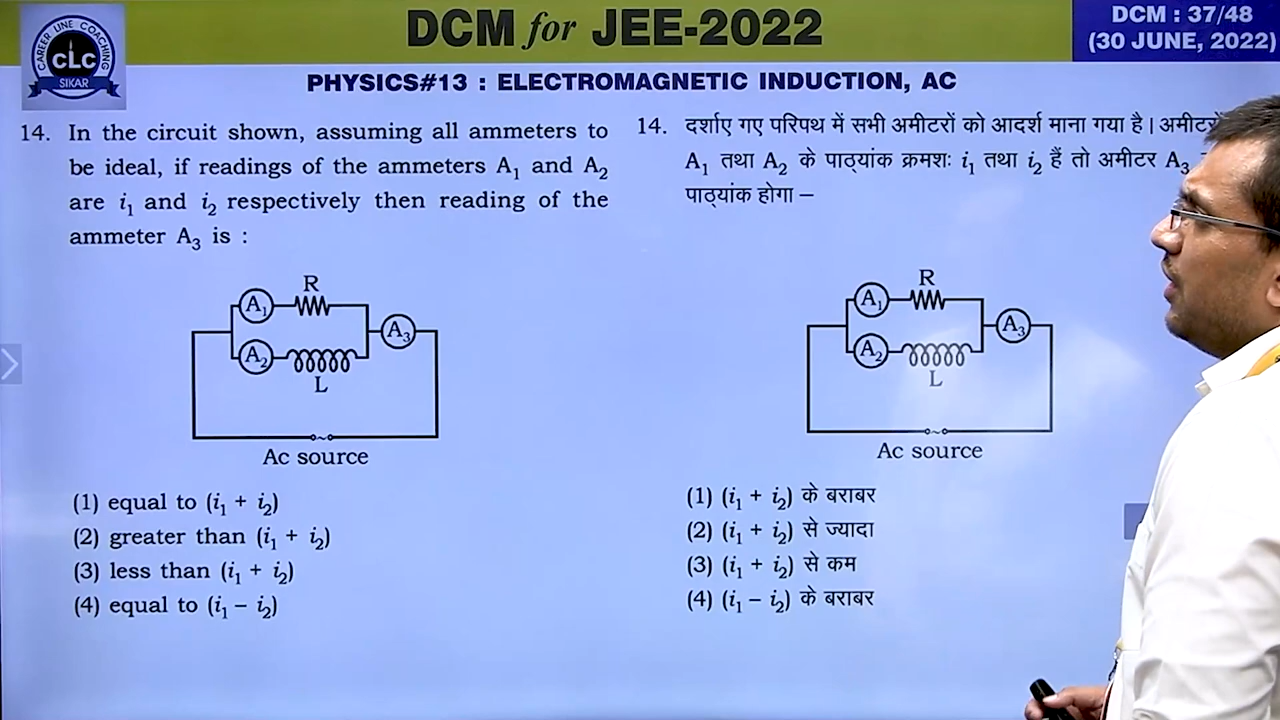 CAREER LINE COACHING
CLC
SIKAR
DCM for JEE-2022
DCM : 37/48
(30 JUNE, 2022)
PHYSICS#13 : ELECTROMAGNETIC INDUCTION, AC
14. In the circuit shown, assuming all ammeters to
be ideal, if readings of the ammeters A₁ and A₂
are i₁ and i₂ respectively then reading of the
ammeter A₃ is :
R
A₁
A₃
A₂
L
Ac source
(1) equal to (i₁ + i₂)
(2) greater than (i₁ + i₂)
(3) less than (i₁ + i₂)
(4) equal to (i₁ – i₂)
14. दर्शाए गए परिपथ में सभी अमीटरों को आदर्श माना गया है | अमीटरों
A₁ तथा A₂ के पाठ्यांक क्रमशः i₁ तथा i₂ हैं तो अमीटर A₃
पाठ्यांक होगा –
R
A₁
A₃
A₂
L
Ac source
(1) (i₁ + i₂) के बराबर
(2) (i₁ + i₂) से ज्यादा
(3) (i₁ + i₂) से कम
(4) (i₁ – i₂) के बराबर